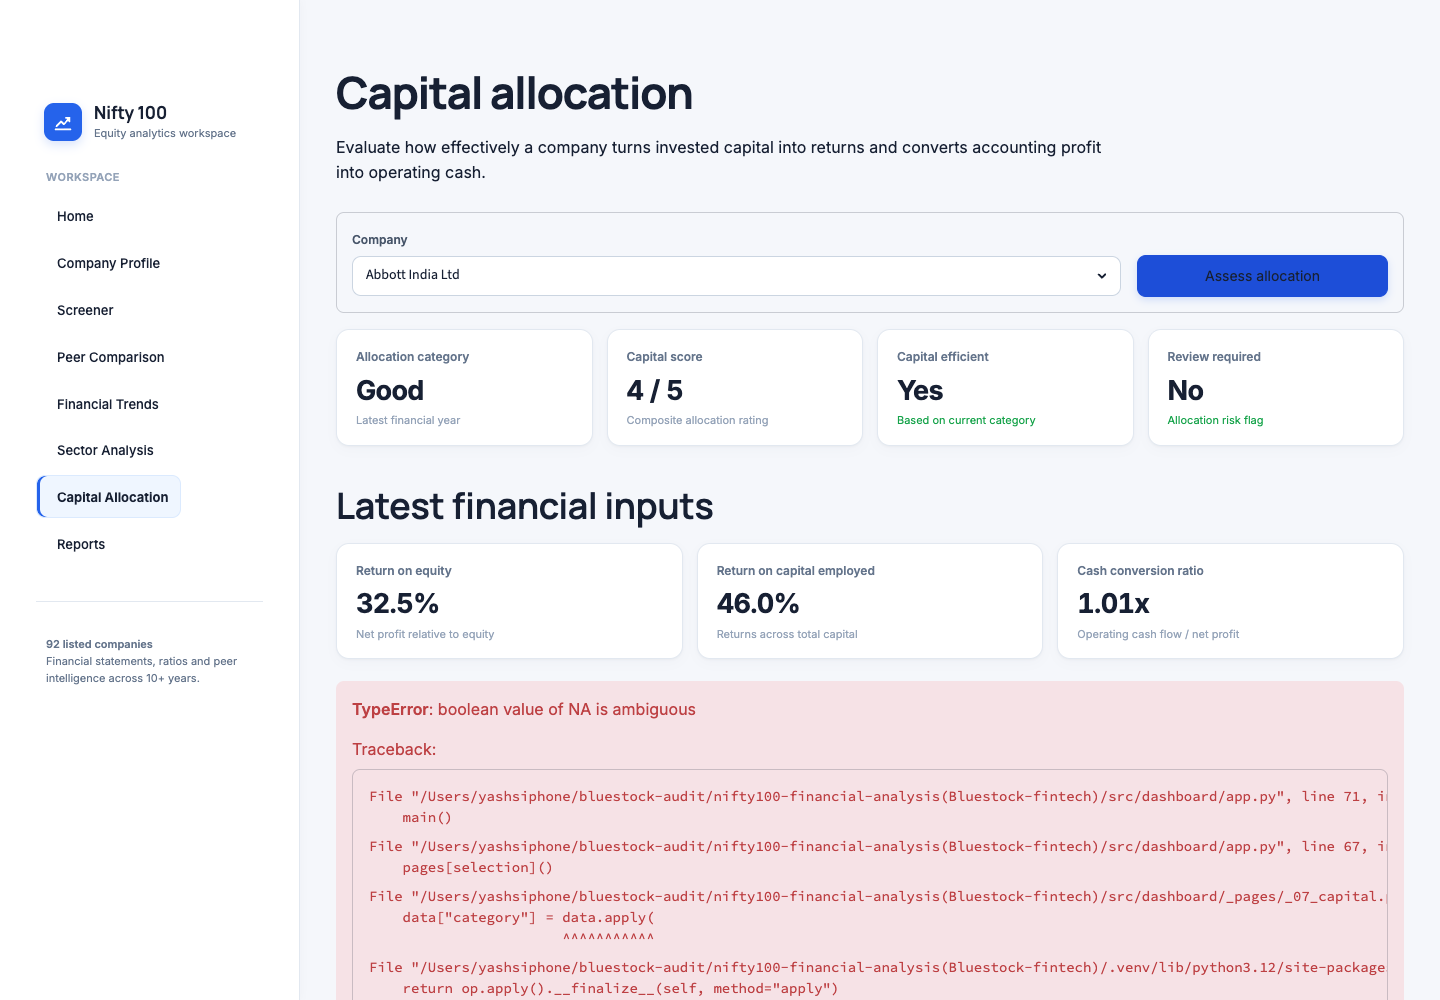 Nifty 100
Equity analytics workspace
WORKSPACE
Home
Company Profile
Screener
Peer Comparison
Financial Trends
Sector Analysis
Capital Allocation
Reports
92 listed companies
Financial statements, ratios and peer
intelligence across 10+ years.
Capital allocation
Evaluate how effectively a company turns invested capital into returns and converts accounting profit
into operating cash.
Company
Abbott India Ltd
Assess allocation
Allocation category
Good
Latest financial year
Capital score
4 / 5
Composite allocation rating
Capital efficient
Yes
Based on current category
Review required
No
Allocation risk flag
Latest financial inputs
Return on equity
32.5%
Net profit relative to equity
Return on capital employed
46.0%
Returns across total capital
Cash conversion ratio
1.01x
Operating cash flow / net profit
TypeError: boolean value of NA is ambiguous
Traceback:
File "/Users/yashsiphone/bluestock-audit/nifty100-financial-analysis(Bluestock-fintech)/src/dashboard/app.py", line 71,
main()
File "/Users/yashsiphone/bluestock-audit/nifty100-financial-analysis(Bluestock-fintech)/src/dashboard/app.py", line 67,
pages[selection]()
File "/Users/yashsiphone/bluestock-audit/nifty100-financial-analysis(Bluestock-fintech)/src/dashboard/_pages/_07_capital.
data["category"] = data.apply(
^^^^^^^^^^^
File "/Users/yashsiphone/bluestock-audit/nifty100-financial-analysis(Bluestock-fintech)/.venv/lib/python3.12/site-package
return op.apply().__finalize__(self, method="apply")